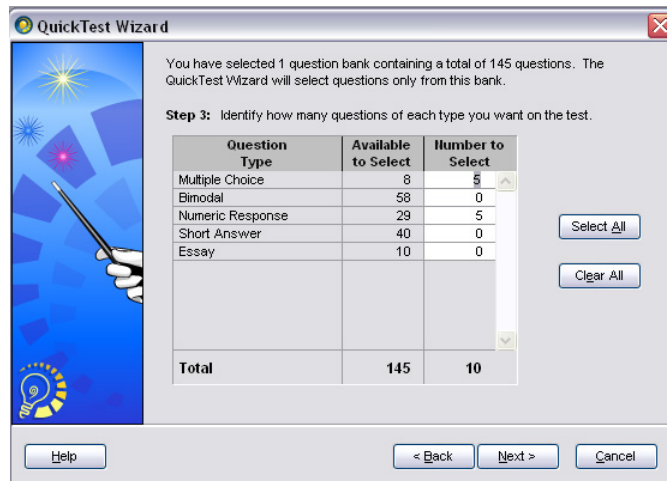 QuickTest Wizard
You have selected 1 question bank containing a total of 145 questions. The
QuickTest Wizard will select questions only from this bank.
Step 3: Identify how many questions of each type you want on the test.
Question Type Available to Select Number to Select
Multiple Choice 8 5
Bimodal 58 0
Numeric Response 29 5
Short Answer 40 0
Essay 10 0
Total 145 10
Select All
Clear All
Help
< Back
Next >
Cancel